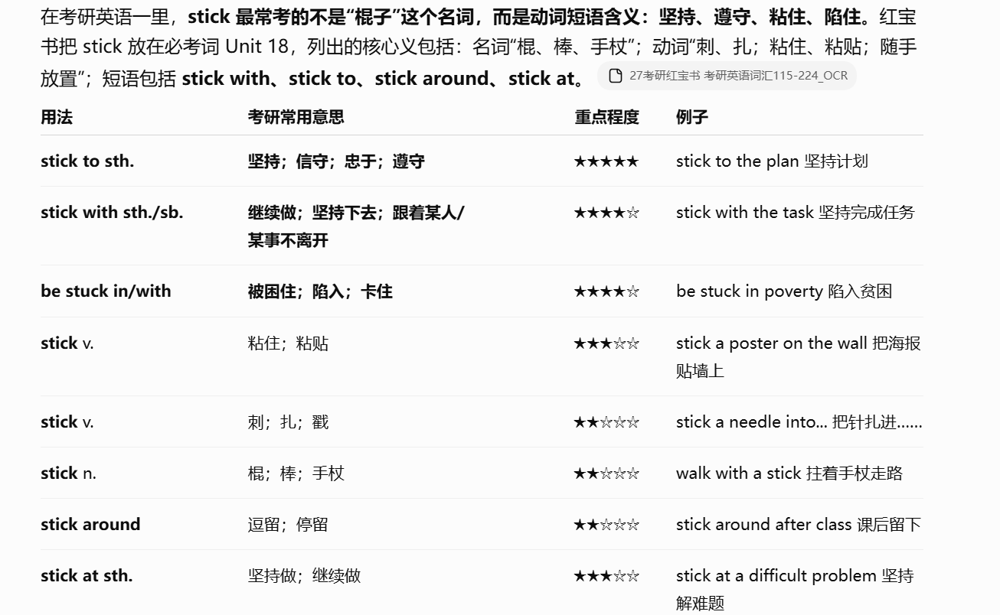 在考研英语一里，stick 最常考的不是“棍子”这个名词，而是动词短语含义：坚持、遵守、粘住、陷住。红宝
书把 stick 放在必考词 Unit 18，列出的核心义包括：名词“棍、棒、手杖”；动词“刺、扎；粘住、粘贴；随手
放置”；短语包括 stick with、stick to、stick around、stick at。 27考研红宝书 考研英语词汇115-224_OCR
用法 考研常用意思 重点程度 例子
stick to sth. 坚持；信守；忠于；遵守 ★★★★★ stick to the plan 坚持计划
stick with sth./sb. 继续做；坚持下去；跟着某人/ ★★★★☆ stick with the task 坚持完成任务
某事不离开
be stuck in/with 被困住；陷入；卡住 ★★★★☆ be stuck in poverty 陷入贫困
stick v. 粘住；粘贴 ★★★☆☆ stick a poster on the wall 把海报
贴墙上
stick v. 刺；扎；戳 ★★☆☆☆ stick a needle into... 把针扎进……
stick n. 棍；棒；手杖 ★★☆☆☆ walk with a stick 拄着手杖走路
stick around 逗留；停留 ★★☆☆☆ stick around after class 课后留下
stick at sth. 坚持做；继续做 ★★★☆☆ stick at a difficult problem 坚持
解难题